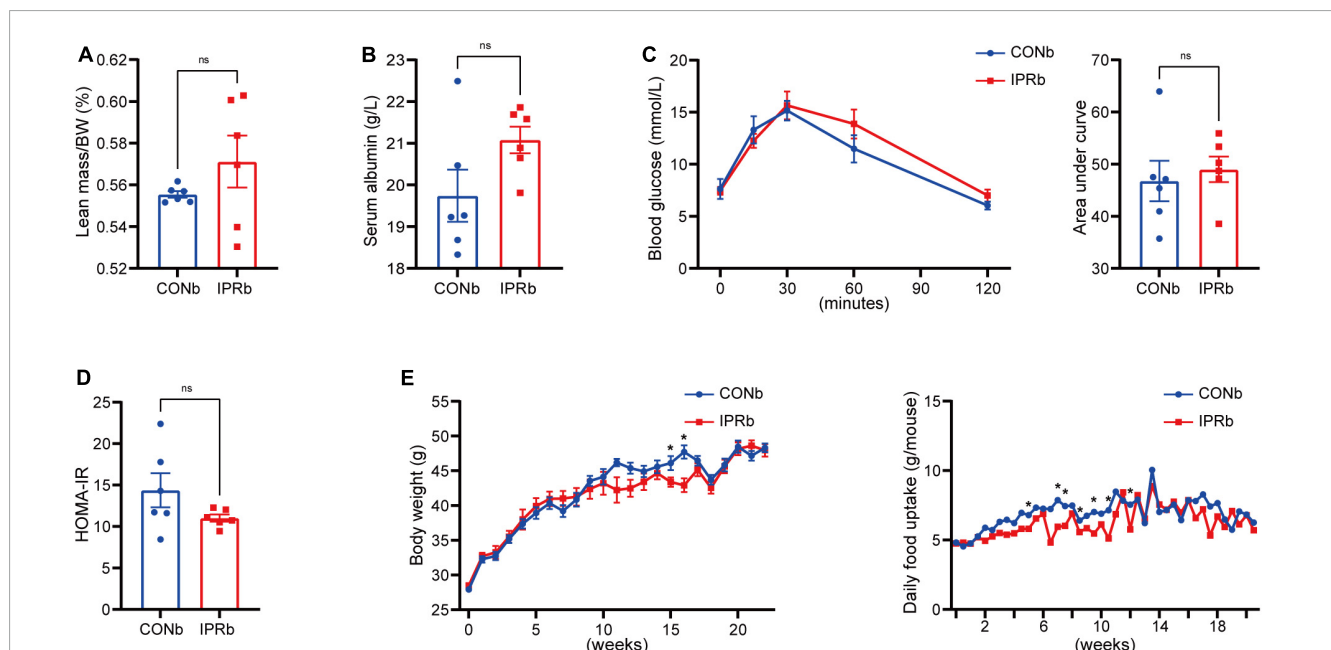 A
Lean mass/BW (%)
0.62
0.60
0.58
0.56
0.54
0.52
ns
CONb
IPRb
B
Serum albumin (g/L)
23
22
21
20
19
18
ns
CONb
IPRb
C
Blood glucose (mmol/L)
20
15
10
5
0
0
30
60
90
120
(minutes)
CONb
IPRb
Area under curve
70
60
50
40
30
ns
CONb
IPRb
D
HOMA-IR
25
20
15
10
5
0
ns
CONb
IPRb
E
Body weight (g)
55
50
45
40
35
30
25
0
5
10
15
20
(weeks)
CONb
IPRb
* *
Daily food uptake (g/mouse)
15
10
5
0
2
6
10
14
18
(weeks)
CONb
IPRb
* * * * * * *